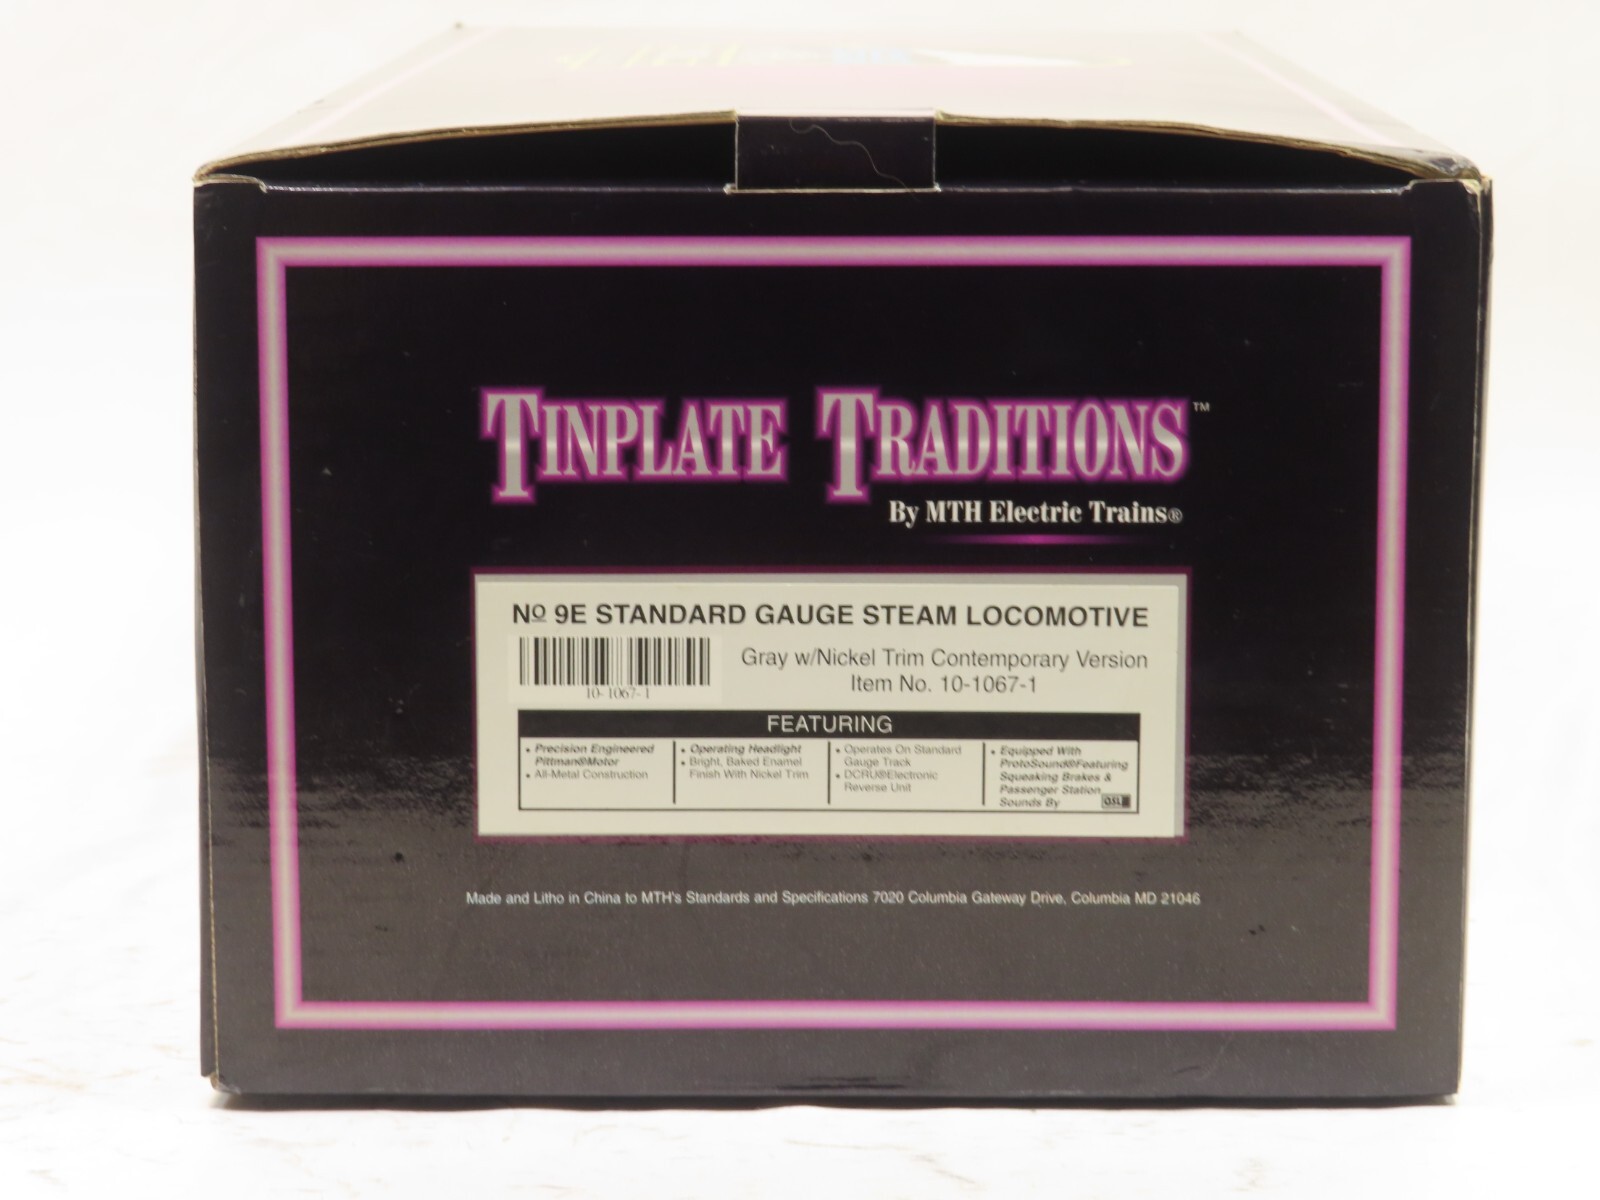 TINPLATE TRADITIONS™
By MTH Electric Trains®
Nº 9E STANDARD GAUGE STEAM LOCOMOTIVE
Gray w/Nickel Trim Contemporary Version
Item No. 10-1067-1
10-1067-1
FEATURING
• Precision Engineered
Pittman®Motor
• All-Metal Construction
• Operating Headlight
• Bright, Baked Enamel
Finish With Nickel Trim
• Operates On Standard
Gauge Track
• DCRU®Electronic
Reverse Unit
• Equipped With
ProtoSound®Featuring
Squeaking Brakes &
Passenger Station
Sounds By QSI
Made and Litho in China to MTH's Standards and Specifications 7020 Columbia Gateway Drive, Columbia MD 21046